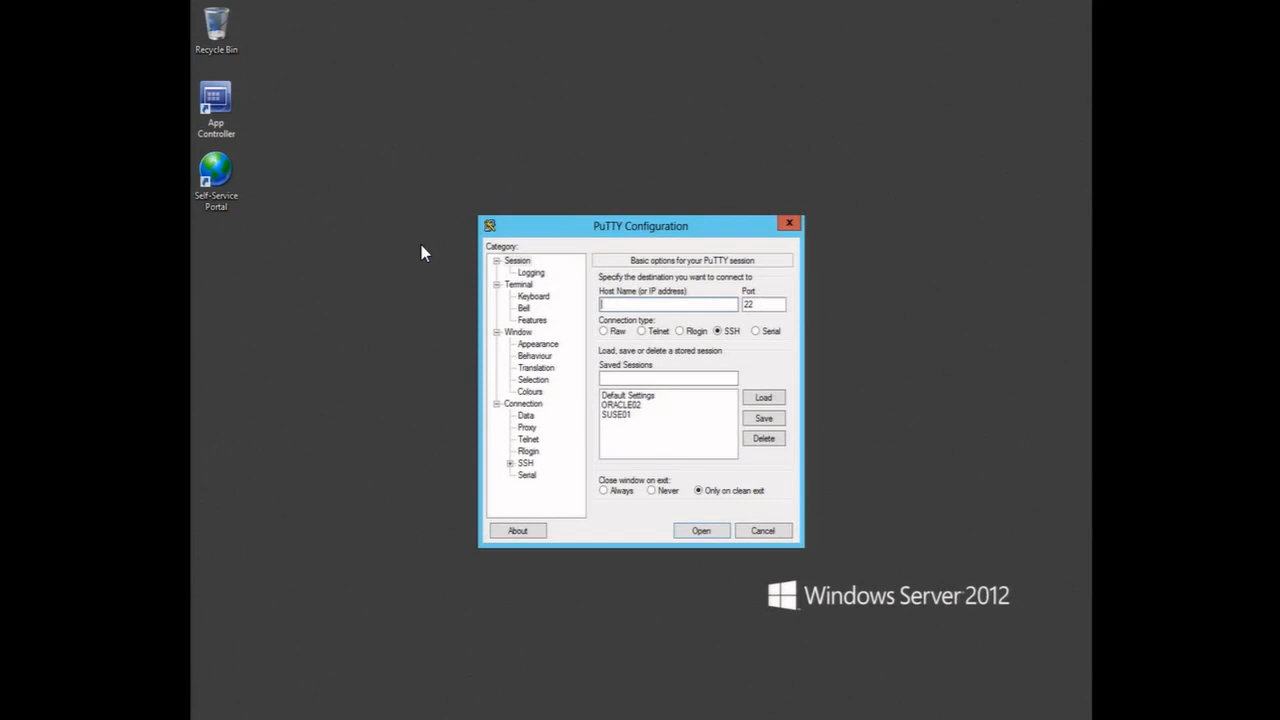 Recycle Bin
App
Controller
Self-Service
Portal
PuTTY Configuration
x
Category:
Session
Logging
Terminal
Keyboard
Bell
Features
Window
Appearance
Behaviour
Translation
Selection
Colours
Connection
Data
Proxy
Telnet
Rlogin
SSH
Serial
Basic options for your PuTTY session
Specify the destination you want to connect to
Host Name (or IP address) Port
22
Connection type:
Raw Telnet Rlogin SSH Serial
Load, save or delete a stored session
Saved Sessions
Default Settings
ORACLE02
SUSE01
Load
Save
Delete
Close window on exit:
Always Never Only on clean exit
About Open Cancel
Windows Server 2012